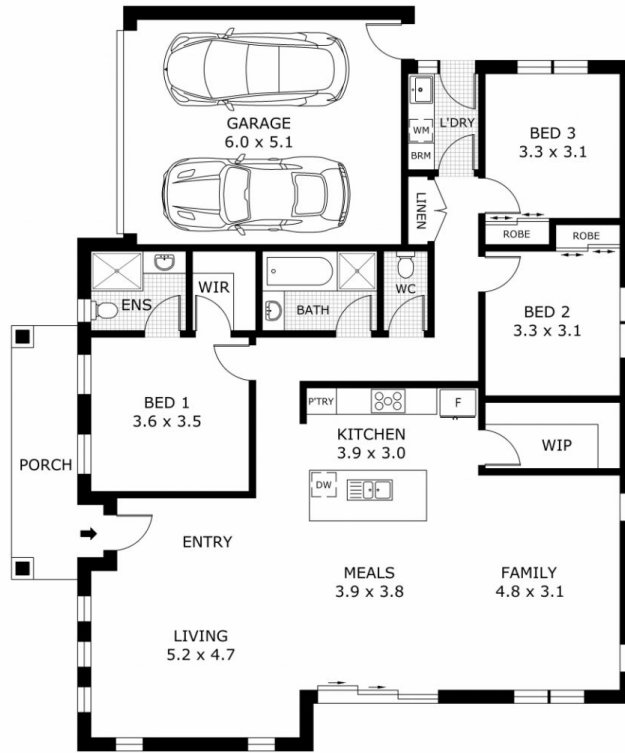 GARAGE
6.0 x 5.1
WM
BRM
L'DRY
BED 3
3.3 x 3.1
LINEN
ROBE
ROBE
ENS
WIR
BATH
WC
BED 2
3.3 x 3.1
BED 1
3.6 x 3.5
P'TRY
F
KITCHEN
3.9 x 3.0
WIP
PORCH
DW
ENTRY
MEALS
3.9 x 3.8
FAMILY
4.8 x 3.1
LIVING
5.2 x 4.7